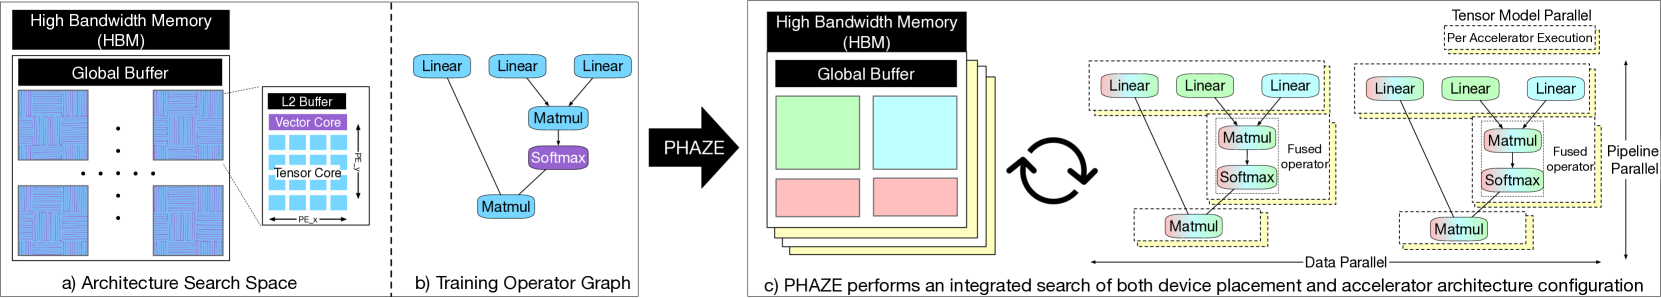 High Bandwidth Memory
(HBM)
Global Buffer
L2 Buffer
Vector Core
Tensor Core
PE_y
PE_x
a) Architecture Search Space
Linear
Linear
Linear
Matmul
Softmax
Matmul
b) Training Operator Graph
PHAZE
High Bandwidth Memory
(HBM)
Global Buffer
Tensor Model Parallel
Per Accelerator Execution
Linear
Linear
Linear
Matmul
Softmax
Fused
operator
Matmul
Linear
Linear
Linear
Matmul
Softmax
Fused
operator
Matmul
Pipeline
Parallel
Data Parallel
c) PHAZE performs an integrated search of both device placement and accelerator architecture configuration